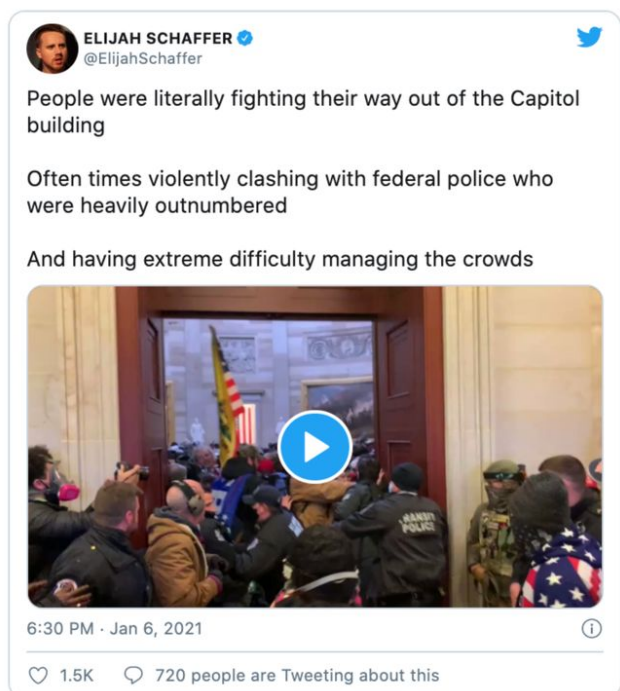 ELIJAH SCHAFFER
@ElijahSchaffer
People were literally fighting their way out of the Capitol
building
Often times violently clashing with federal police who
were heavily outnumbered
And having extreme difficulty managing the crowds
TRANSIT
POLICE
6:30 PM · Jan 6, 2021
1.5K 720 people are Tweeting about this